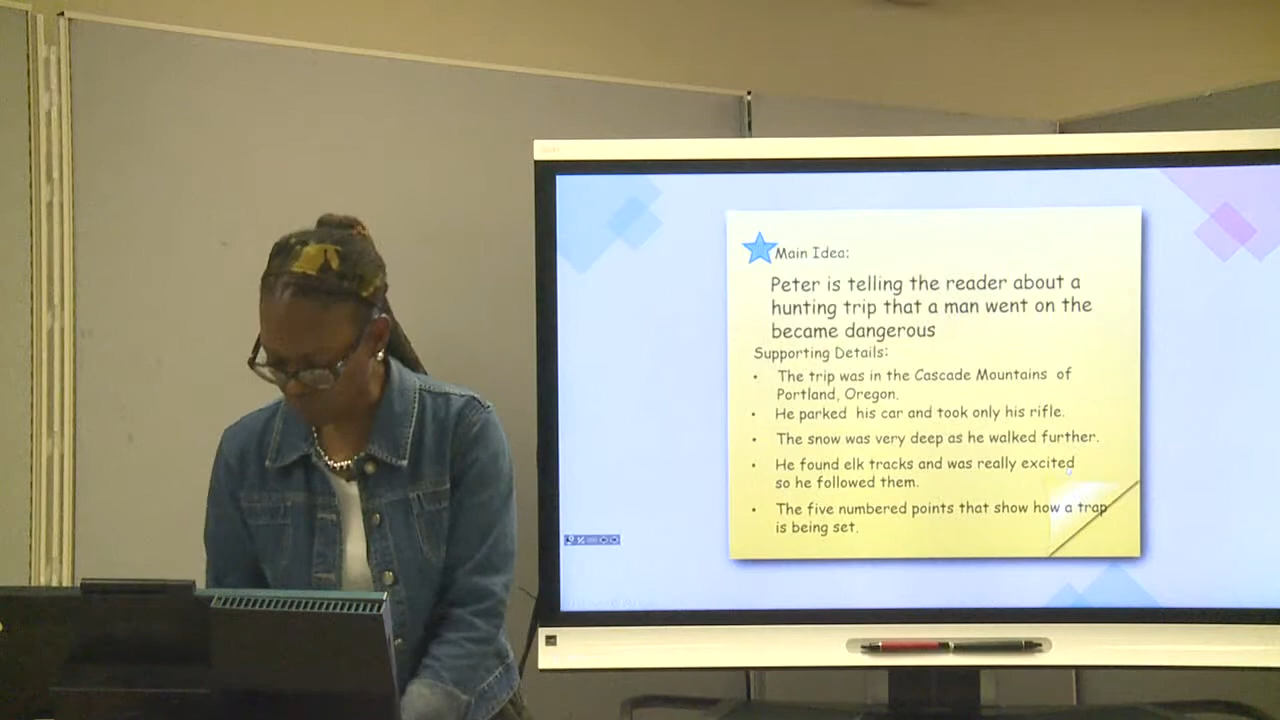 Main Idea:
Peter is telling the reader about a
hunting trip that a man went on the
became dangerous
Supporting Details:
• The trip was in the Cascade Mountains of
Portland, Oregon.
• He parked his car and took only his rifle.
• The snow was very deep as he walked further.
• He found elk tracks and was really excited
so he followed them.
• The five numbered points that show how a trap
is being set.